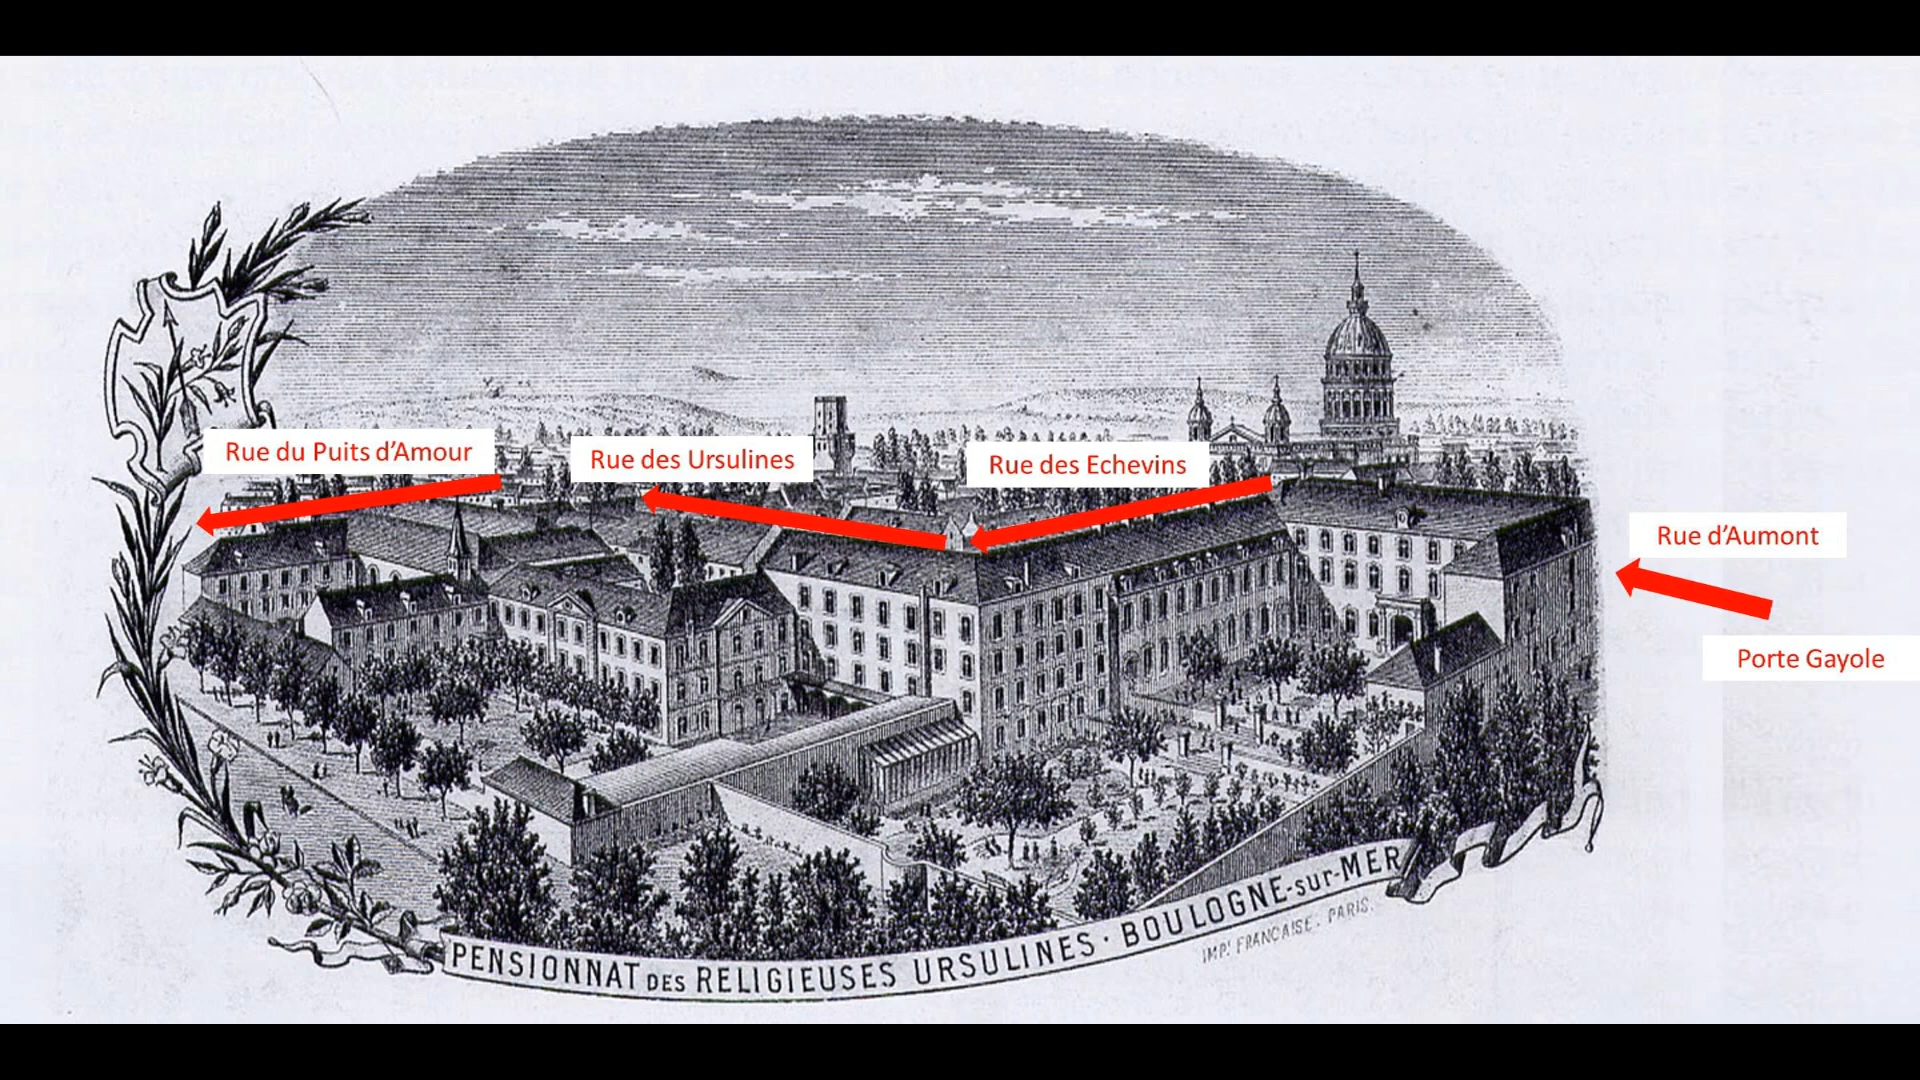 Rue du Puits d'Amour
Rue des Ursulines
Rue des Echevins
Rue d'Aumont
Porte Gayole
PENSIONNAT DES RELIGIEUSES URSULINES · BOULOGNE-sur-MER
IMP. FRANÇAISE. PARIS.